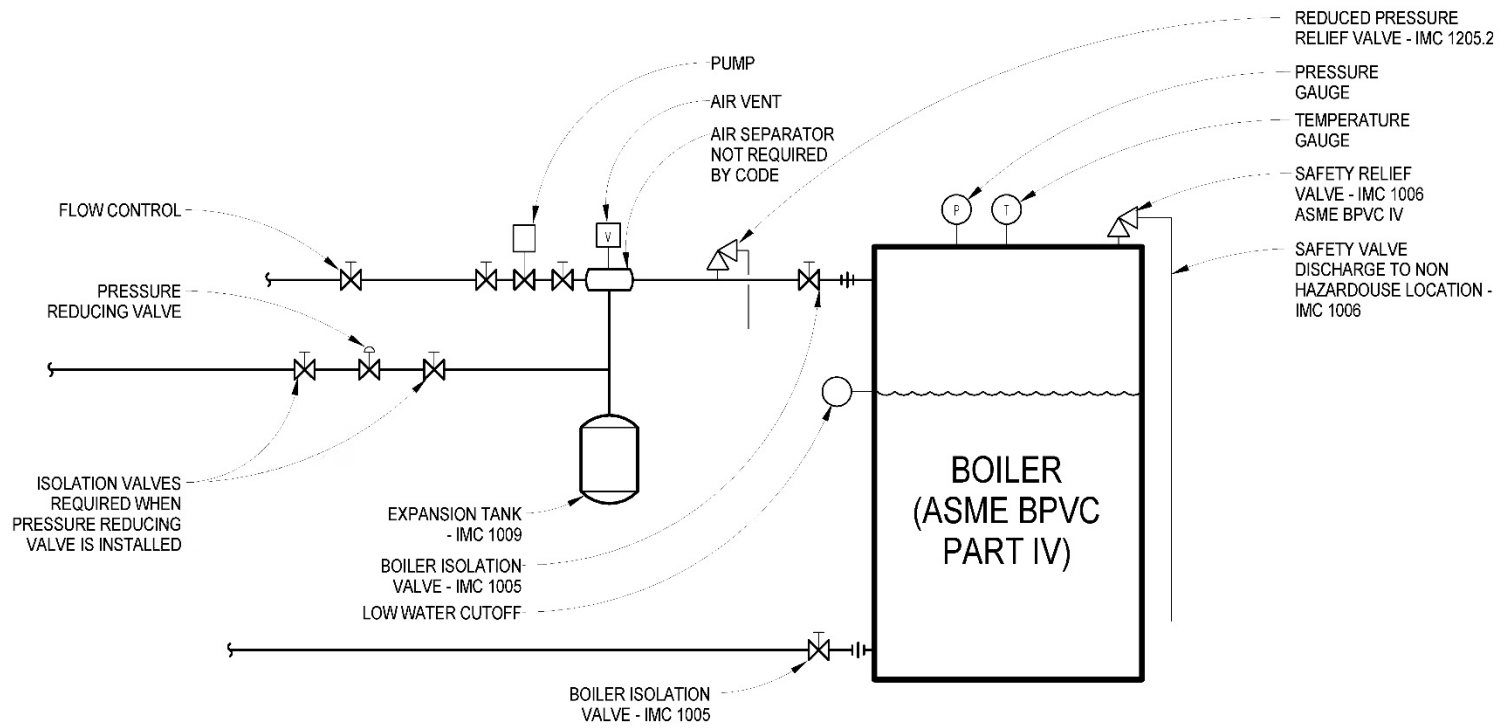 REDUCED PRESSURE
RELIEF VALVE - IMC 1205.2
PUMP
PRESSURE
GAUGE
AIR VENT
TEMPERATURE
GAUGE
AIR SEPARATOR
NOT REQUIRED
BY CODE
SAFETY RELIEF
VALVE - IMC 1006
ASME BPVC IV
FLOW CONTROL
P
T
V
SAFETY VALVE
DISCHARGE TO NON
HAZARDOUSE LOCATION -
IMC 1006
PRESSURE
REDUCING VALVE
ISOLATION VALVES
REQUIRED WHEN
PRESSURE REDUCING
VALVE IS INSTALLED
EXPANSION TANK
- IMC 1009
BOILER
(ASME BPVC
PART IV)
BOILER ISOLATION
VALVE - IMC 1005
LOW WATER CUTOFF
BOILER ISOLATION
VALVE - IMC 1005